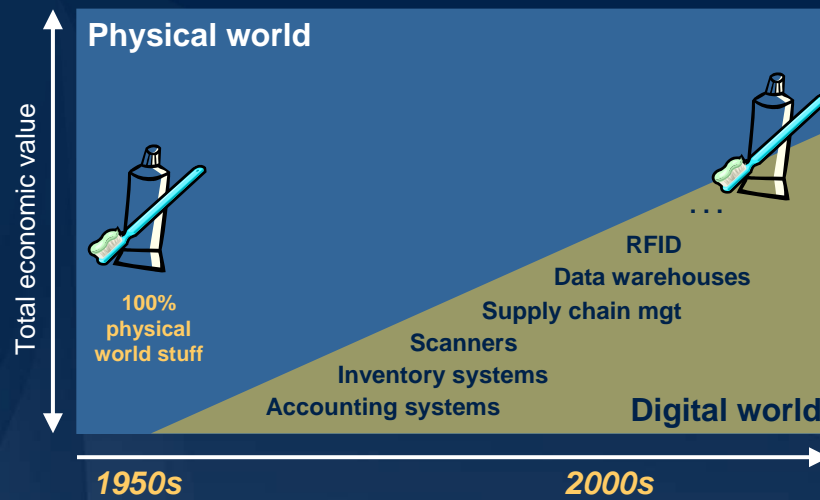 Physical world
Total economic value
100%
physical
world stuff
. . .
RFID
Data warehouses
Supply chain mgt
Scanners
Inventory systems
Accounting systems
Digital world
1950s
2000s